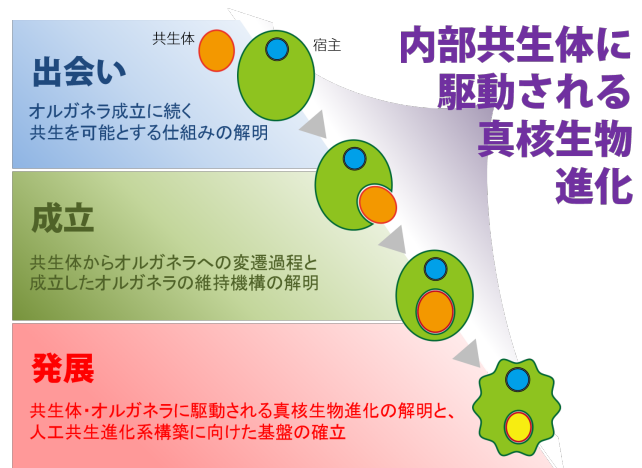 共生体
宿主
内部共生体に
駆動される
真核生物
進化
出会い
オルガネラ成立に続く
共生を可能とする仕組みの解明
成立
共生体からオルガネラへの変遷過程と
成立したオルガネラの維持機構の解明
発展
共生体・オルガネラに駆動される真核生物進化の解明と、
人工共生進化系構築に向けた基盤の確立